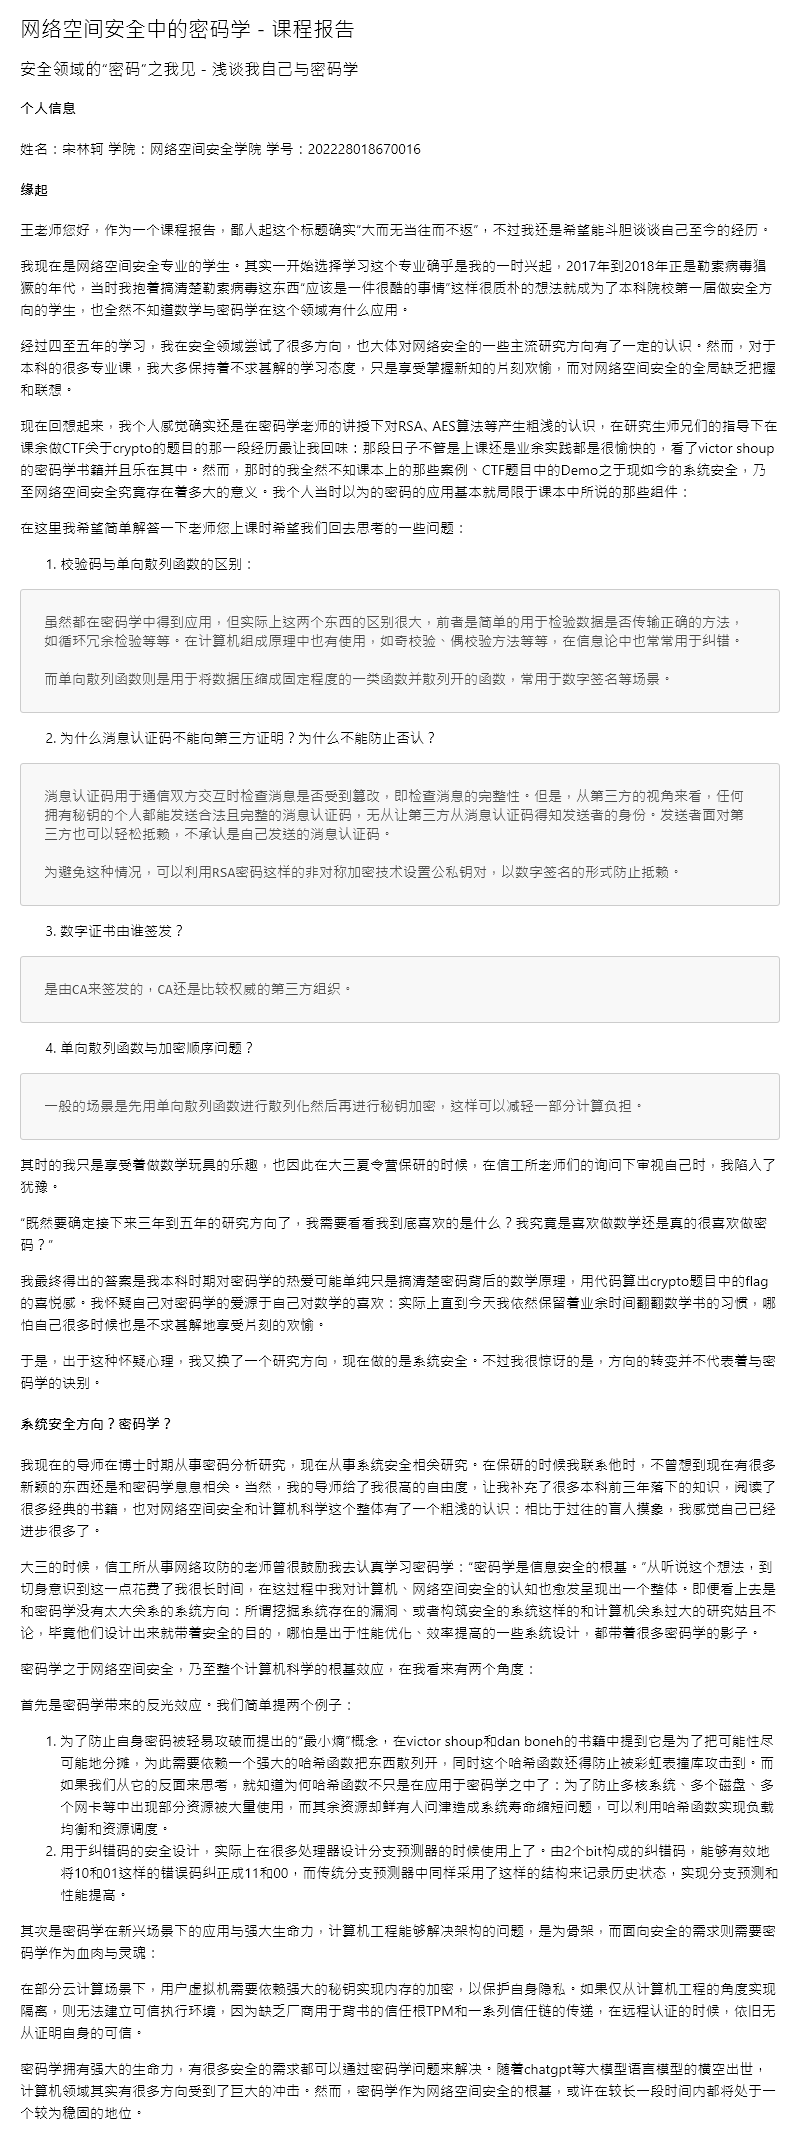 网络空间安全中的密码学 - 课程报告
安全领域的“密码”之我见 - 浅谈我自己与密码学
个人信息
姓名：宋林轲 学院：网络空间安全学院 学号：202228018670016
缘起
王老师您好，作为一个课程报告，鄙人起这个标题确实“大而无当往而不返”，不过我还是希望能斗胆谈谈自己至今的经历。
我现在是网络空间安全专业的学生。其实一开始选择学习这个专业确乎是我的一时兴起，2017年到2018年正是勒索病毒猖
獗的年代，当时我抱着搞清楚勒索病毒这东西“应该是一件很酷的事情”这样很质朴的想法就成为了本科院校第一届做安全方
向的学生，也全然不知道数学与密码学在这个领域有什么应用。
经过四至五年的学习，我在安全领域尝试了很多方向，也大体对网络安全的一些主流研究方向有了一定的认识。然而，对于
本科的很多专业课，我大多保持着不求甚解的学习态度，只是享受掌握新知的片刻欢愉，而对网络空间安全的全局缺乏把握
和联想。
现在回想起来，我个人感觉确实还是在密码学老师的讲授下对RSA、AES算法等产生粗浅的认识，在研究生师兄们的指导下在
课余做CTF关于crypto的题目的那一段经历最让我回味：那段日子不管是上课还是业余实践都是很愉快的，看了victor shoup
的密码学书籍并且乐在其中。然而，那时的我全然不知课本上的那些案例、CTF题目中的Demo之于现如今的系统安全，乃
至网络空间安全究竟存在着多大的意义。我个人当时以为的密码的应用基本就局限于课本中所说的那些组件：
在这里我希望简单解答一下老师您上课时希望我们回去思考的一些问题：
1. 校验码与单向散列函数的区别：
虽然都在密码学中得到应用，但实际上这两个东西的区别很大，前者是简单的用于检验数据是否传输正确的方法，
如循环冗余检验等等。在计算机组成原理中也有使用，如奇校验、偶校验方法等等，在信息论中也常常用于纠错。
而单向散列函数则是用于将数据压缩成固定程度的一类函数并散列开的函数，常用于数字签名等场景。
2. 为什么消息认证码不能向第三方证明？为什么不能防止否认？
消息认证码用于通信双方交互时检查消息是否受到篡改，即检查消息的完整性。但是，从第三方的视角来看，任何
拥有秘钥的个人都能发送合法且完整的消息认证码，无从让第三方从消息认证码得知发送者的身份。发送者面对第
三方也可以轻松抵赖，不承认是自己发送的消息认证码。
为避免这种情况，可以利用RSA密码这样的非对称加密技术设置公私钥对，以数字签名的形式防止抵赖。
3. 数字证书由谁签发？
是由CA来签发的，CA还是比较权威的第三方组织。
4. 单向散列函数与加密顺序问题？
一般的场景是先用单向散列函数进行散列化然后再进行秘钥加密，这样可以减轻一部分计算负担。
其时的我只是享受着做数学玩具的乐趣，也因此在大三夏令营保研的时候，在信工所老师们的询问下审视自己时，我陷入了
犹豫。
“既然要确定接下来三年到五年的研究方向了，我需要看看我到底喜欢的是什么？我究竟是喜欢做数学还是真的很喜欢做密
码？”
我最终得出的答案是我本科时期对密码学的热爱可能单纯只是搞清楚密码背后的数学原理，用代码算出crypto题目中的flag
的喜悦感。我怀疑自己对密码学的爱源于自己对数学的喜欢：实际上直到今天我依然保留着业余时间翻翻数学书的习惯，哪
怕自己很多时候也是不求甚解地享受片刻的欢愉。
于是，出于这种怀疑心理，我又换了一个研究方向，现在做的是系统安全。不过我很惊讶的是，方向的转变并不代表着与密
码学的诀别。
系统安全方向？密码学？
我现在的导师在博士时期从事密码分析研究，现在从事系统安全相关研究。在保研的时候我联系他时，不曾想到现在有很多
新颖的东西还是和密码学息息相关。当然，我的导师给了我很高的自由度，让我补充了很多本科前三年落下的知识，阅读了
很多经典的书籍，也对网络空间安全和计算机科学这个整体有了一个粗浅的认识：相比于过往的盲人摸象，我感觉自己已经
进步很多了。
大三的时候，信工所从事网络攻防的老师曾很鼓励我去认真学习密码学：“密码学是信息安全的根基。”从听说这个想法，到
切身意识到这一点花费了我很长时间，在这过程中我对计算机、网络空间安全的认知也愈发呈现出一个整体。即便看上去是
和密码学没有太大关系的系统方向：所谓挖掘系统存在的漏洞、或者构筑安全的系统这样的和计算机关系过大的研究姑且不
论，毕竟他们设计出来就带着安全的目的，哪怕是出于性能优化、效率提高的一些系统设计，都带着很多密码学的影子。
密码学之于网络空间安全，乃至整个计算机科学的根基效应，在我看来有两个角度：
首先是密码学带来的反光效应。我们简单提两个例子：
1. 为了防止自身密码被轻易攻破而提出的“最小熵”概念，在victor shoup和dan boneh的书籍中提到它是为了把可能性尽
可能地分摊，为此需要依赖一个强大的哈希函数把东西散列开，同时这个哈希函数还得防止被彩虹表撞库攻击到。而
如果我们从它的反面来思考，就知道为何哈希函数不只是在应用于密码学之中了：为了防止多核系统、多个磁盘、多
个网卡等中出现部分资源被大量使用，而其余资源却鲜有人问津造成系统寿命缩短问题，可以利用哈希函数实现负载
均衡和资源调度。
2. 用于纠错码的安全设计，实际上在很多处理器设计分支预测器的时候使用上了。由2个bit构成的纠错码，能够有效地
将10和01这样的错误码纠正成11和00，而传统分支预测器中同样采用了这样的结构来记录历史状态，实现分支预测和
性能提高。
其次是密码学在新兴场景下的应用与强大生命力，计算机工程能够解决架构的问题，是为骨架，而面向安全的需求则需要密
码学作为血肉与灵魂：
在部分云计算场景下，用户虚拟机需要依赖强大的秘钥实现内存的加密，以保护自身隐私。如果仅从计算机工程的角度实现
隔离，则无法建立可信执行环境，因为缺乏厂商用于背书的信任根TPM和一系列信任链的传递，在远程认证的时候，依旧无
从证明自身的可信。
密码学拥有强大的生命力，有很多安全的需求都可以通过密码学问题来解决。随着chatgpt等大模型语言模型的横空出世，
计算机领域其实有很多方向受到了巨大的冲击。然而，密码学作为网络空间安全的根基，或许在较长一段时间内都将处于一
个较为稳固的地位。